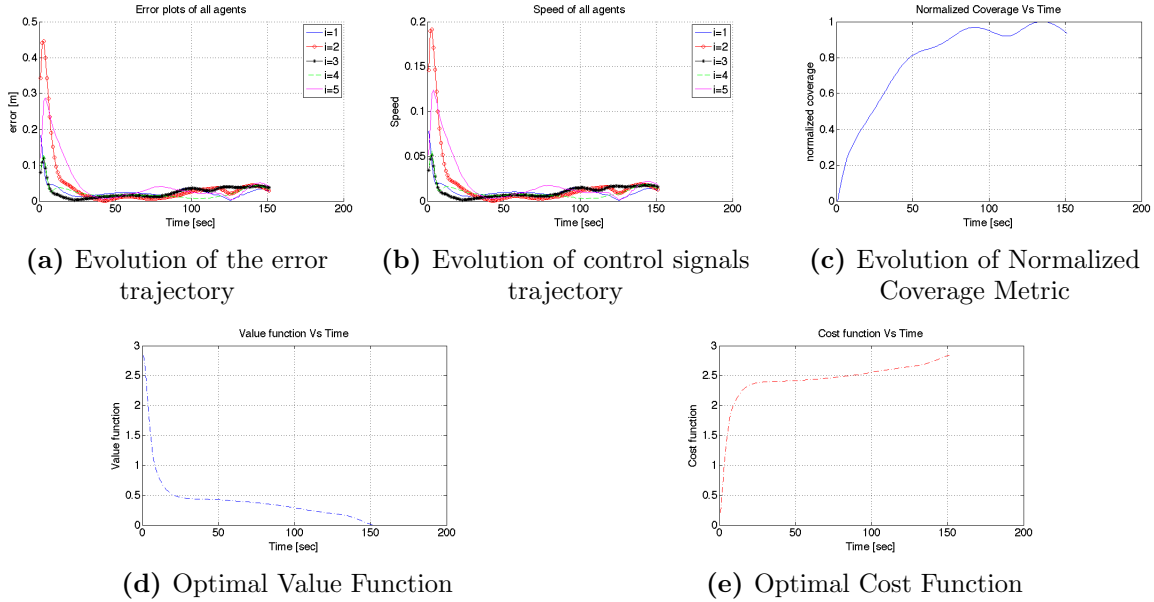 Error plots of all agents
0.5
0.4
0.3
0.2
0.1
0
error [m]
i=1
i=2
i=3
i=4
i=5
0 50 100 150 200
Time [sec]
(a) Evolution of the error
trajectory
Speed of all agents
0.2
0.15
0.1
0.05
0
Speed
i=1
i=2
i=3
i=4
i=5
0 50 100 150 200
Time [sec]
(b) Evolution of control signals
trajectory
Normalized Coverage Vs Time
1
0.8
0.6
0.4
0.2
0
normalized coverage
0 50 100 150 200
Time [sec]
(c) Evolution of Normalized
Coverage Metric
Value function Vs Time
3
2.5
2
1.5
1
0.5
0
Value function
0 50 100 150 200
Time [sec]
(d) Optimal Value Function
Cost function Vs Time
3
2.5
2
1.5
1
0.5
0
Cost function
0 50 100 150 200
Time [sec]
(e) Optimal Cost Function